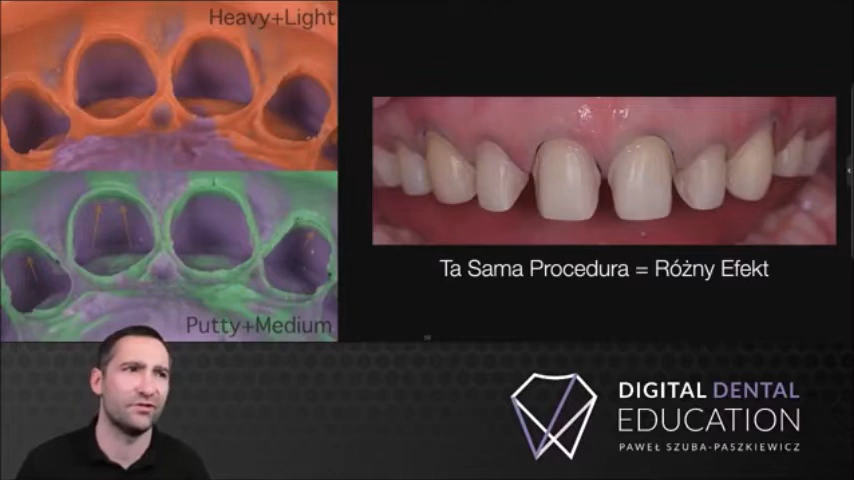 Heavy+Light
Putty+Medium
Ta Sama Procedura = Różny Efekt
DIGITAL DENTAL
EDUCATION
PAWEŁ SZUBA-PASZKIEWICZ